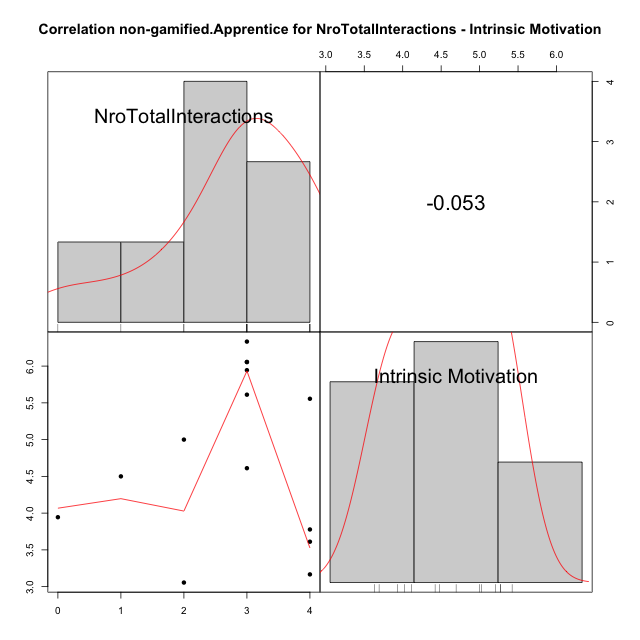 Correlation non-gamified.Apprentice for NroTotalInteractions - Intrinsic Motivation
3.0 3.5 4.0 4.5 5.0 5.5 6.0
NroTotalInteractions
-0.053
4
3
2
1
0
Intrinsic Motivation
6.0
5.5
5.0
4.5
4.0
3.5
3.0
0 1 2 3 4